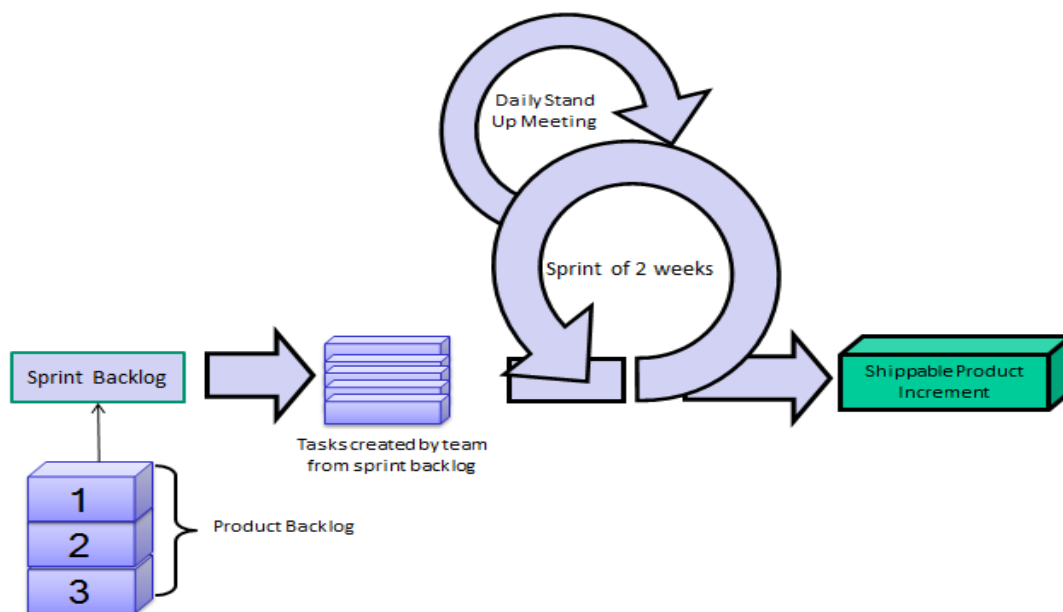 Daily Stand
Up Meeting
Sprint of 2 weeks
Sprint Backlog
Shippable Product
Increment
Tasks created by team
from sprint backlog
1
2
3
Product Backlog